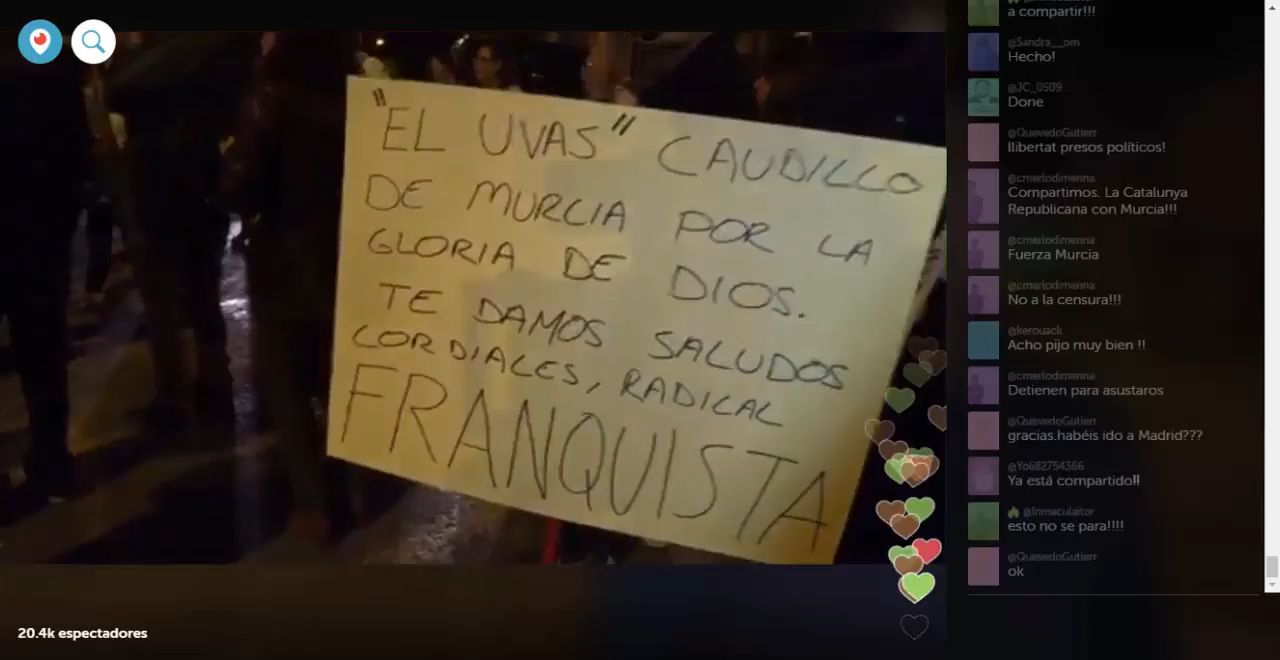 "EL UVAS" CAUDILLO
DE MURCIA POR LA
GLORIA DE DIOS.
TE DAMOS SALUDOS
CORDIALES, RADICAL
FRANQUISTA
20.4k espectadores
a compartir!!!
@Sandra__om
Hecho!
@JC_0509
Done
@QuevedoGutierr
llibertat presos polítics!
@cmerlodimenna
Compartimos. La Catalunya
Republicana con Murcia!!!
@cmerlodimenna
Fuerza Murcia
@cmerlodimenna
No a la censura!!!
@kerouack
Acho pijo muy bien !!
@cmerlodimenna
Detienen para asustaros
@QuevedoGutierr
gracias.habéis ido a Madrid???
@Yoli82754366
Ya está compartido!!
@Inmaculaitor
esto no se para!!!!
@QuevedoGutierr
ok